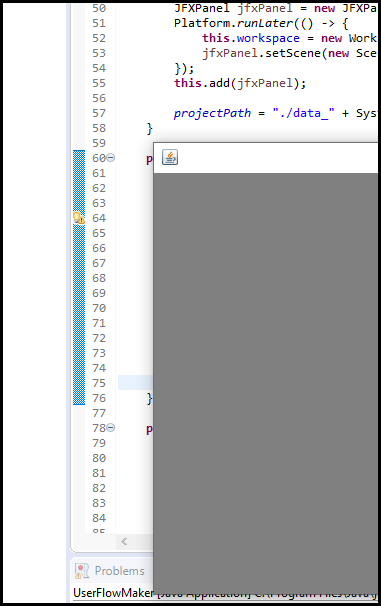 50 JFXPanel jfxPanel = new JFXP
51 Platform.runLater(() -> {
52 this.workspace = new Work
53 jfxPanel.setScene(new Sce
54 });
55 this.add(jfxPanel);
56
57 projectPath = "./data_" + Sys
58 }
59
60 p
61
62
63
64
65
66
67
68
69
70
71
72
73
74
75
76 }
77
78 p
79
80
81
82
83
84
85
Problems
UserFlowMaker [Java Application] C:\Program Files\Java\j